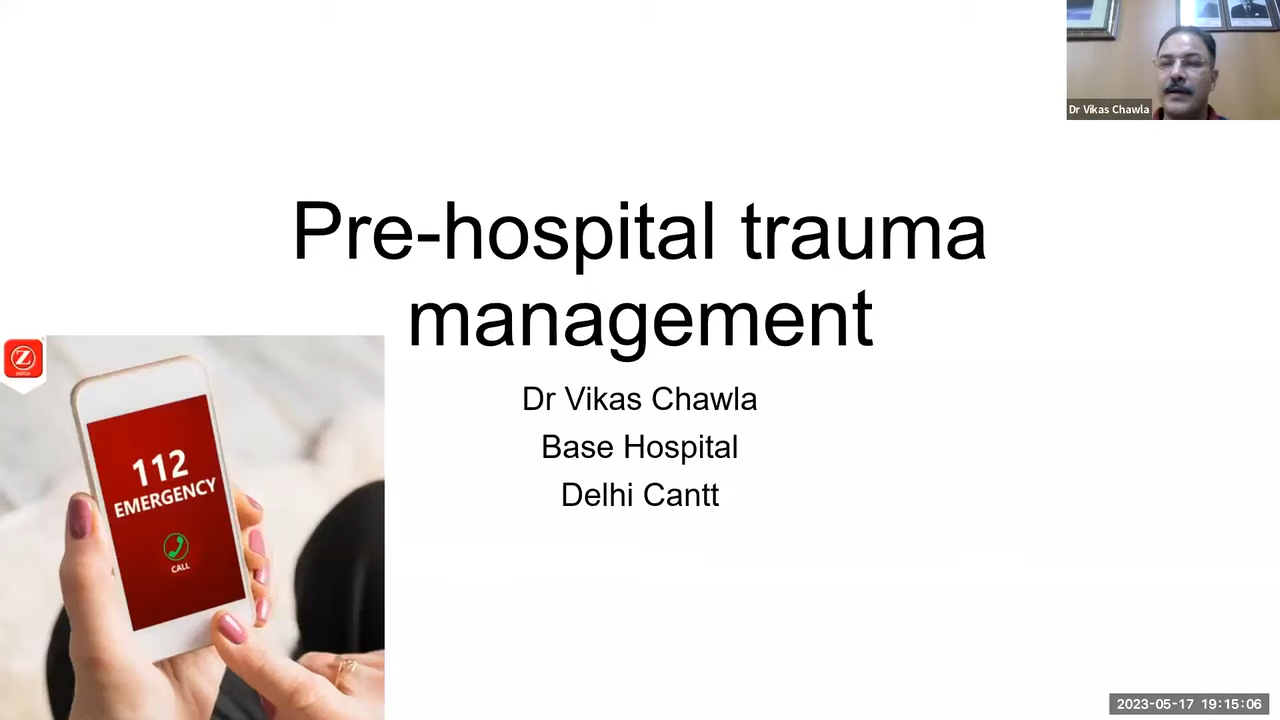 Dr Vikas Chawla
Pre-hospital trauma
management
Dr Vikas Chawla
Base Hospital
Delhi Cantt
Z
112
EMERGENCY
CALL
2023-05-17 19:15:06